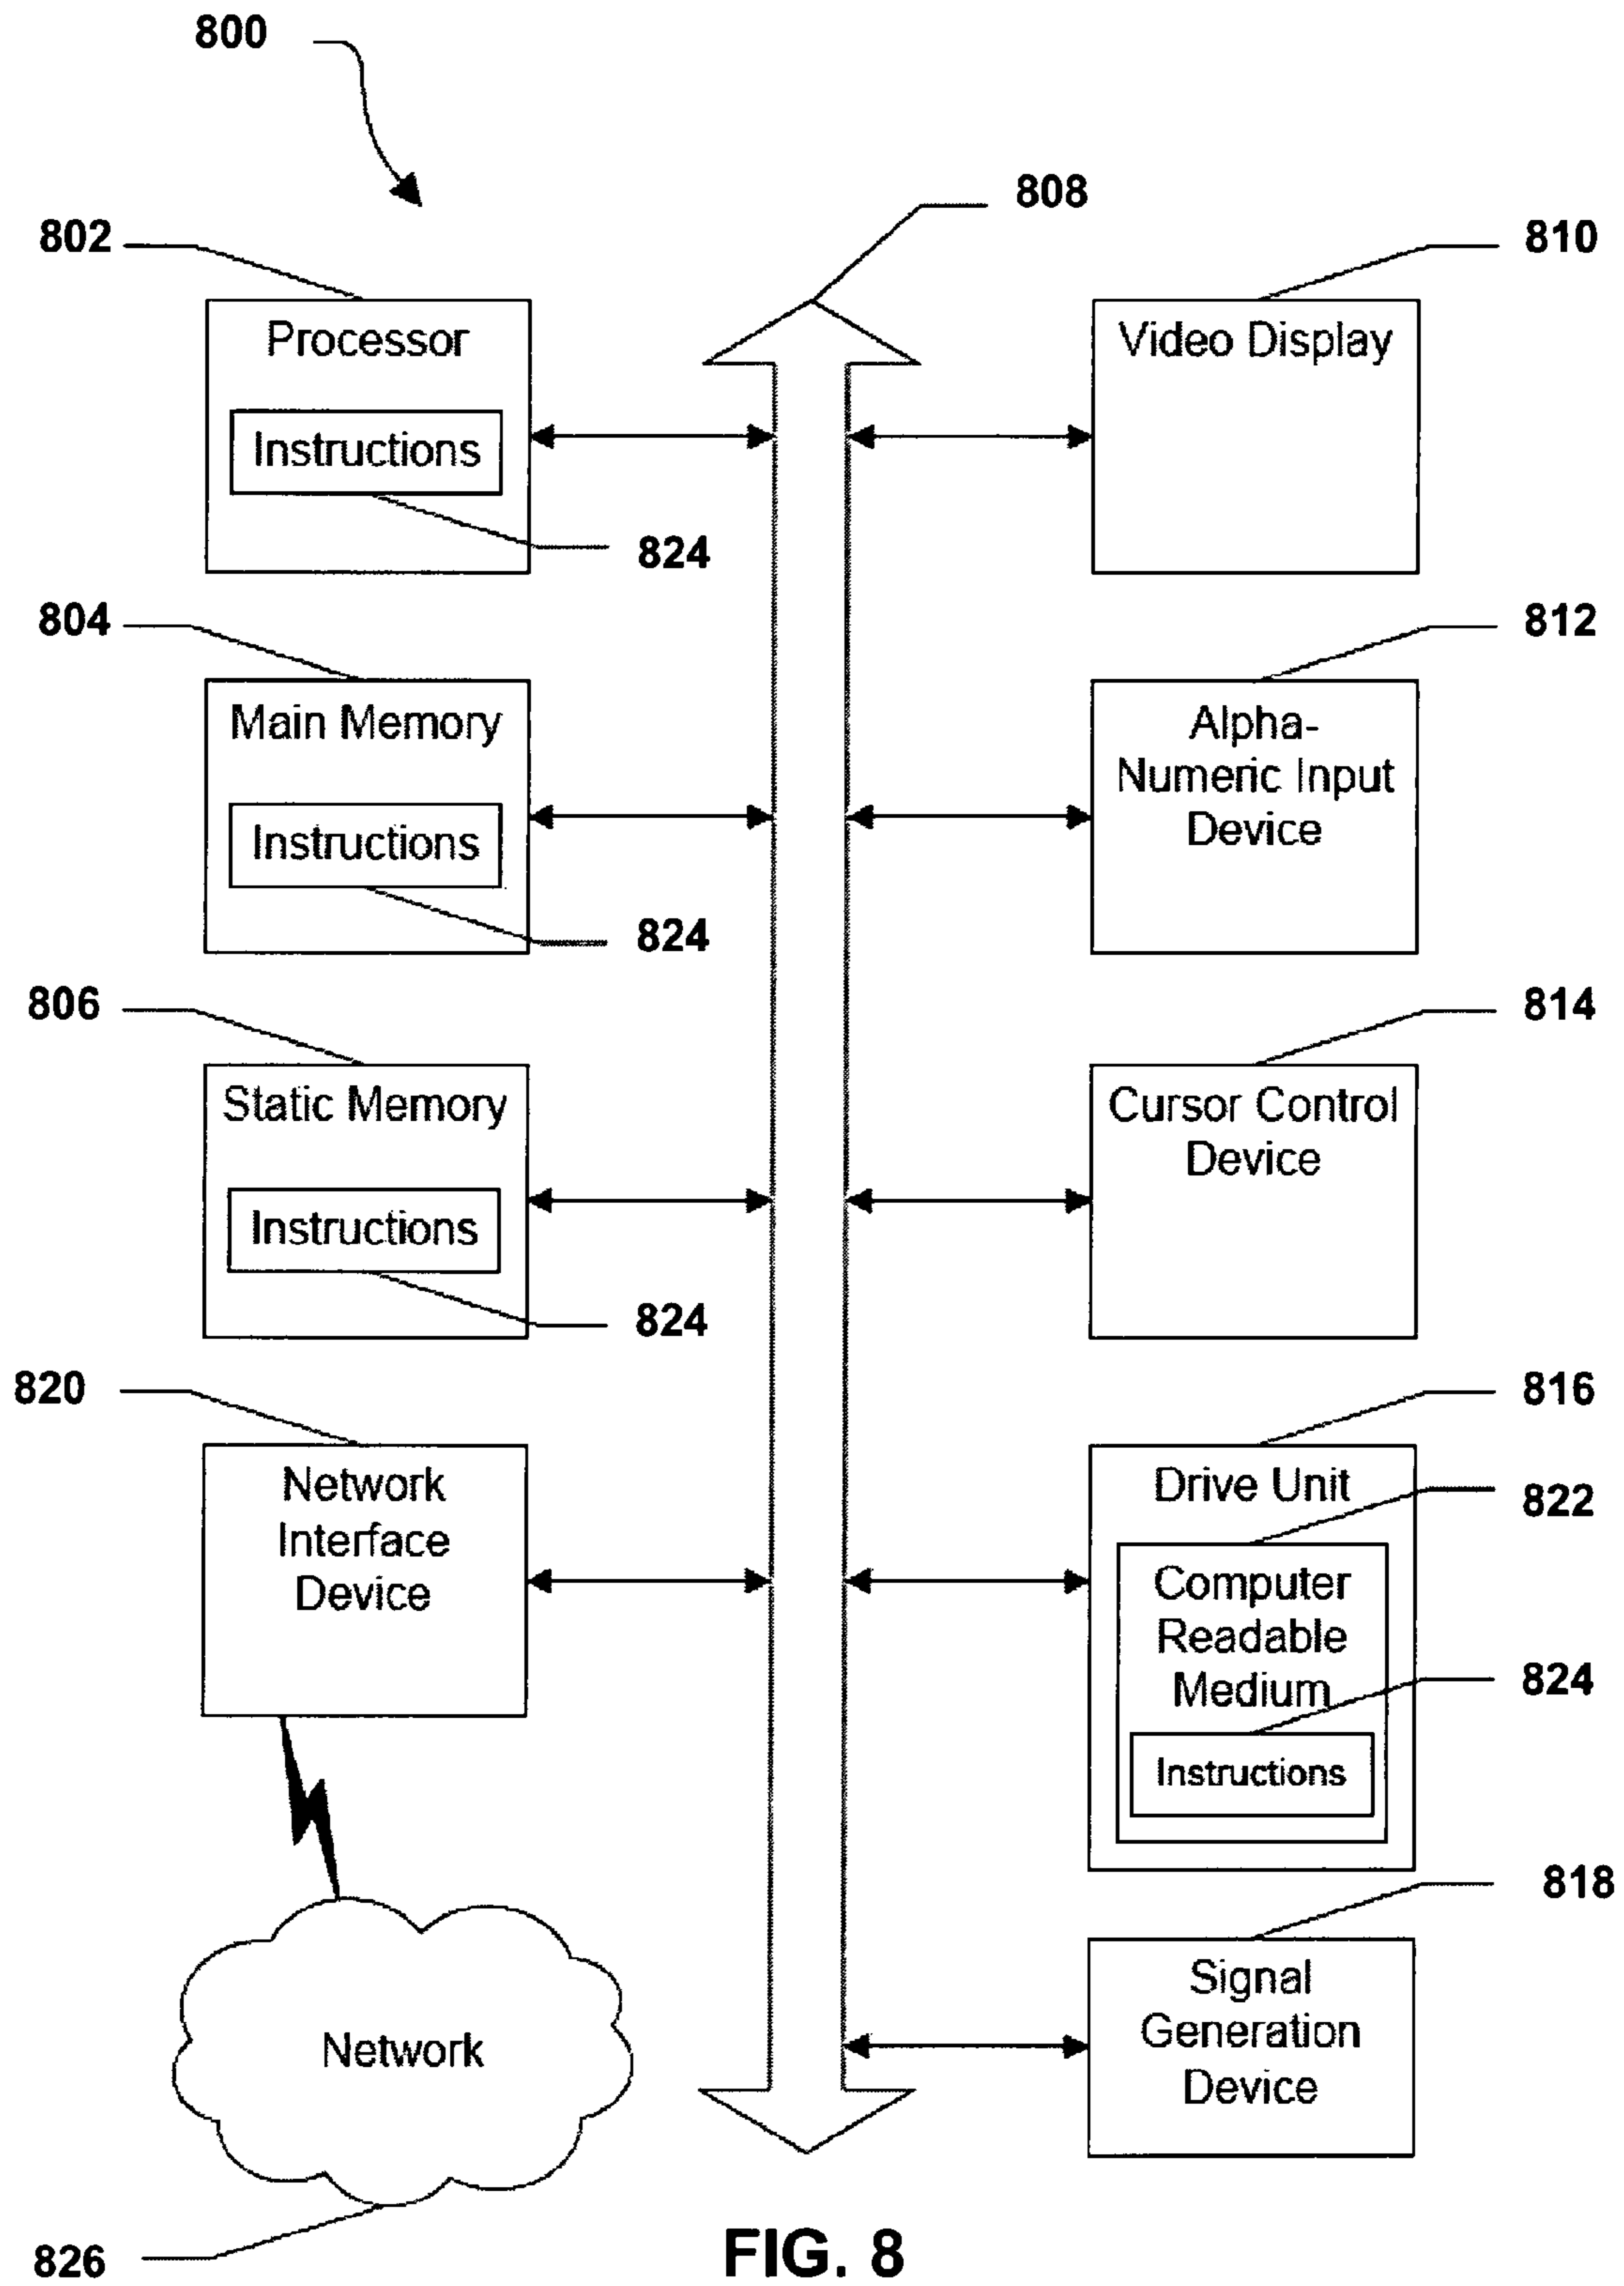 800
808
802
810
Processor
Video Display
Instructions
824
804
812
Main Memory
Alpha-
Numeric Input
Device
Instructions
824
806
814
Static Memory
Cursor Control
Device
Instructions
824
820
816
Network
Interface
Device
Drive Unit
822
Computer
Readable
Medium
824
Instructions
818
Signal
Generation
Device
Network
826
FIG. 8